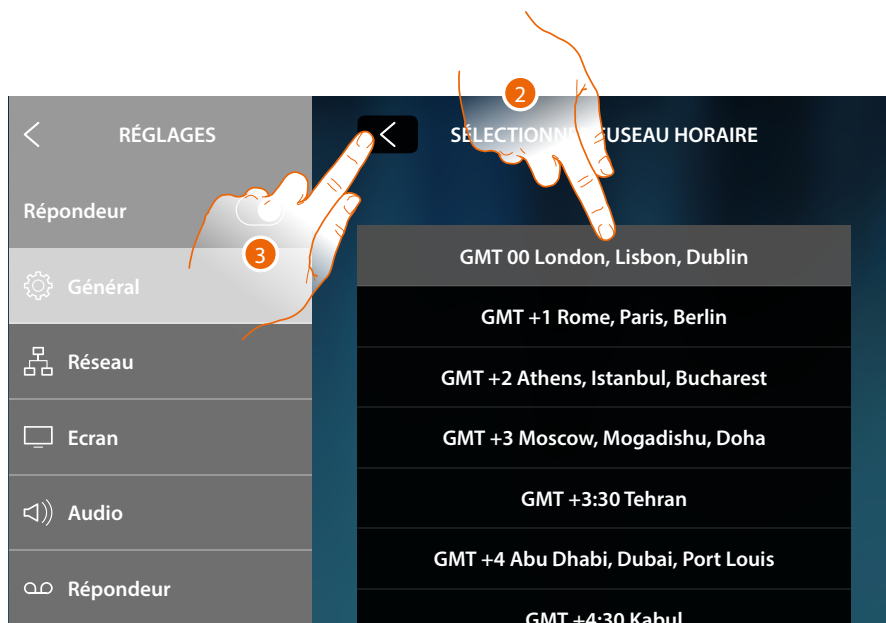 RÉGLAGES
Répondeur
Général
Réseau
Ecran
Audio
Répondeur
2
3
SÉLECTIONNE FUSEAU HORAIRE
GMT 00 London, Lisbon, Dublin
GMT +1 Rome, Paris, Berlin
GMT +2 Athens, Istanbul, Bucharest
GMT +3 Moscow, Mogadishu, Doha
GMT +3:30 Tehran
GMT +4 Abu Dhabi, Dubai, Port Louis
GMT +4:30 Kabul